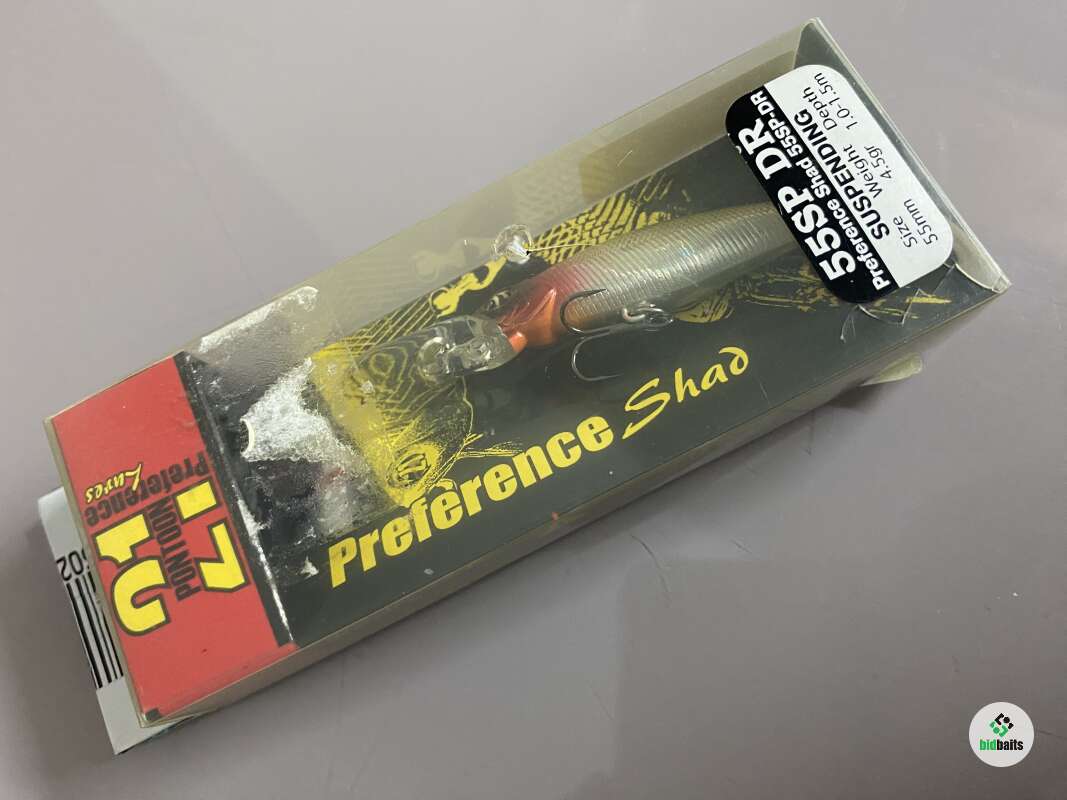 55SP DR
Preference Shad 55SP-DR
SUSPENDING
Size Weight Depth
55mm 4.5gr 1.0-1.5m
Preference Shad
PONTOON
21
Preference
Lures
bidbaits